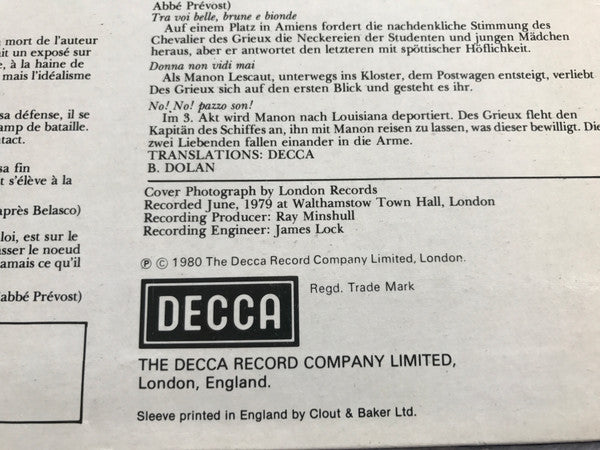 n mort de l'auteur
ait un exposé sur
e, à la haine de
mais l'idéalisme
sa défense, il se
amp de bataille.
tact.
sa fin
t s'élève à la
après Belasco)
loi, est sur le
sser le noeud
amais ce qu'il
'abbé Prévost)
Abbé Prévost)
Tra voi belle, brune e bionde
Auf einem Platz in Amiens fordert die nachdenkliche Stimmung des
Chevalier des Grieux die Neckereien der Studenten und jungen Mädchen
heraus, aber er antwortet den letzteren mit spöttischer Höflichkeit.
Donna non vidi mai
Als Manon Lescaut, unterwegs ins Kloster, dem Postwagen entsteigt, verliebt
Des Grieux sich auf den ersten Blick und gesteht es ihr.
No! No! pazzo son!
Im 3. Akt wird Manon nach Louisiana deportiert. Des Grieux fleht den
Kapitän des Schiffes an, ihn mit Manon reisen zu lassen, was dieser bewilligt. Die
zwei Liebenden fallen einander in die Arme.
TRANSLATIONS: DECCA
B. DOLAN
Cover Photograph by London Records
Recorded June, 1979 at Walthamstow Town Hall, London
Recording Producer: Ray Minshull
Recording Engineer: James Lock
℗ © 1980 The Decca Record Company Limited, London.
DECCA
Regd. Trade Mark
THE DECCA RECORD COMPANY LIMITED,
London, England.
Sleeve printed in England by Clout & Baker Ltd.